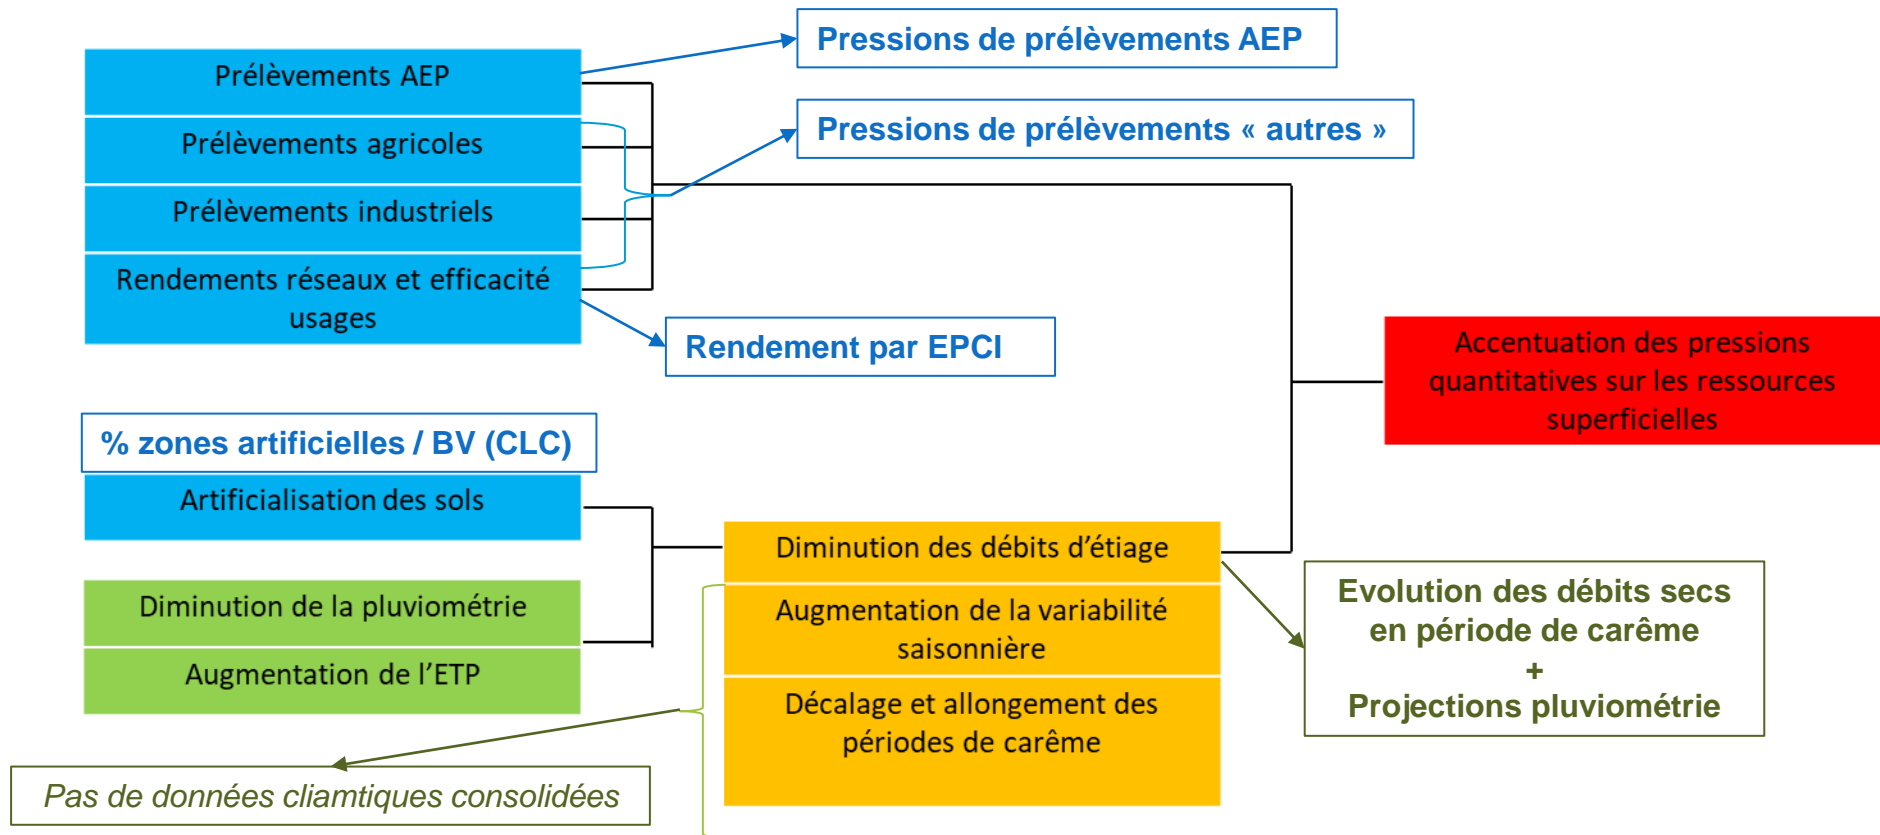 Pressions de prélèvements AEP
Prélèvements AEP
Pressions de prélèvements « autres »
Prélèvements agricoles
Prélèvements industriels
Rendements réseaux et efficacité
usages
Rendement par EPCI
Accentuation des pressions
quantitatives sur les ressources
superficielles
% zones artificielles / BV (CLC)
Artificialisation des sols
Diminution des débits d’étiage
Diminution de la pluviométrie
Augmentation de la variabilité
saisonnière
Augmentation de l’ETP
Décalage et allongement des
périodes de carême
Evolution des débits secs
en période de carême
+
Projections pluviométrie
Pas de données cliamtiques consolidées